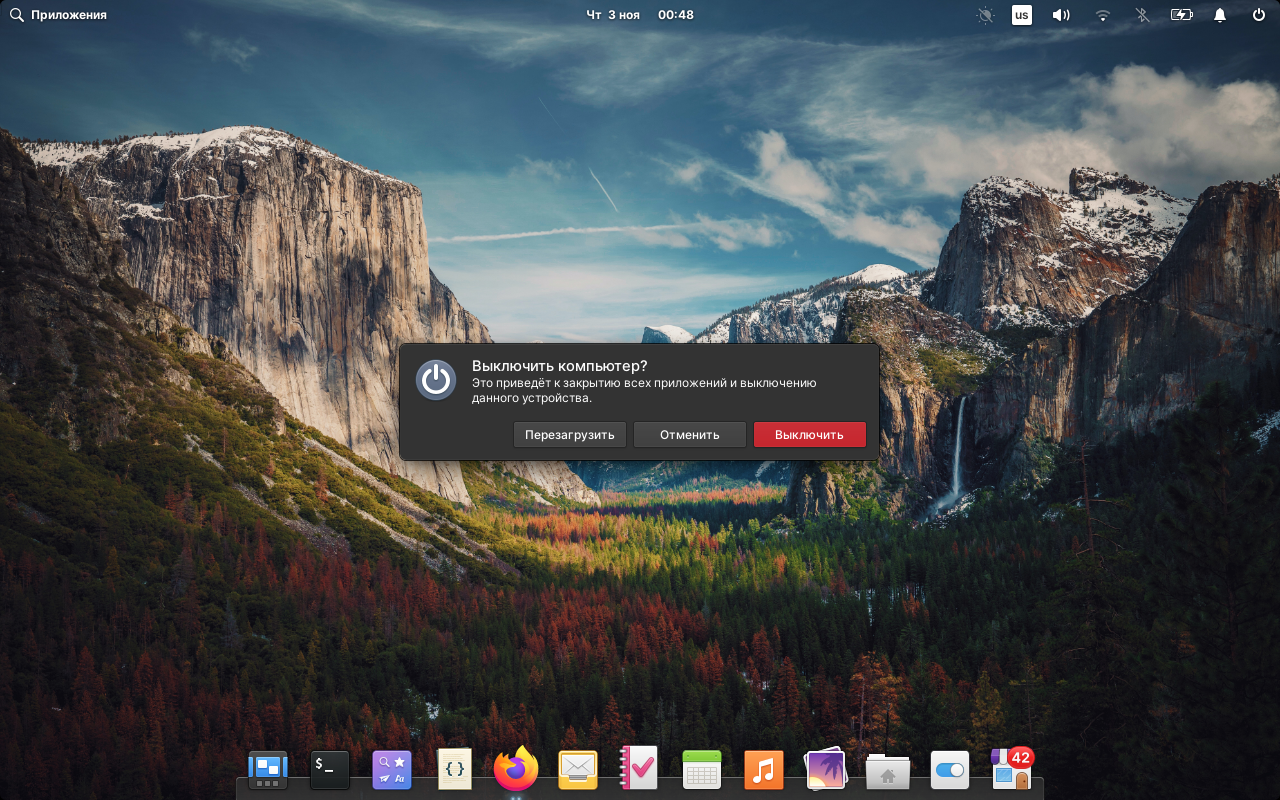 Приложения
Чт 3 ноя 00:48
us
Выключить компьютер?
Это приведёт к закрытию всех приложений и выключению
данного устройства.
Перезагрузить
Отменить
Выключить
$_
Aя
{}
42